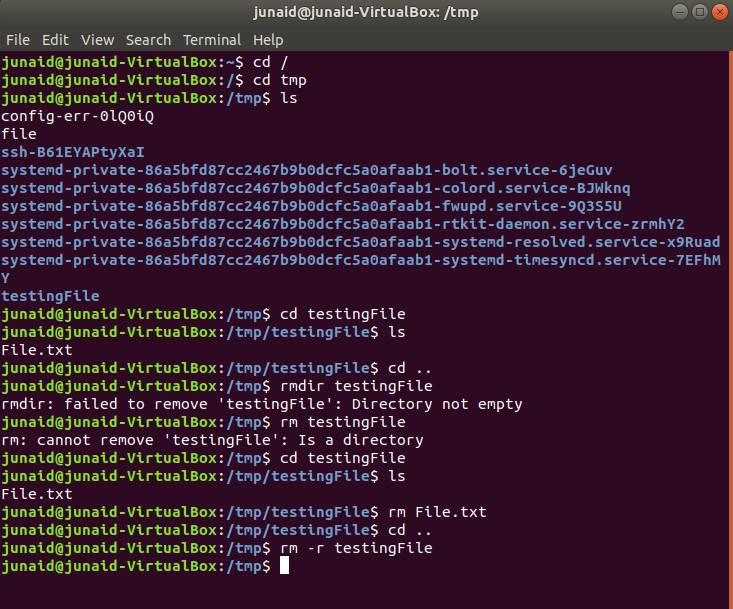 junaid@junaid-VirtualBox: /tmp
File Edit View Search Terminal Help
junaid@junaid-VirtualBox:~$ cd /
junaid@junaid-VirtualBox:/$ cd tmp
junaid@junaid-VirtualBox:/tmp$ ls
config-err-0lQ0iQ
file
ssh-B61EYAPtyXaI
systemd-private-86a5bfd87cc2467b9b0dcfc5a0afaab1-bolt.service-6jeGuv
systemd-private-86a5bfd87cc2467b9b0dcfc5a0afaab1-colord.service-BJWknq
systemd-private-86a5bfd87cc2467b9b0dcfc5a0afaab1-fwupd.service-9Q3S5U
systemd-private-86a5bfd87cc2467b9b0dcfc5a0afaab1-rtkit-daemon.service-zrmhY2
systemd-private-86a5bfd87cc2467b9b0dcfc5a0afaab1-systemd-resolved.service-x9Ruad
systemd-private-86a5bfd87cc2467b9b0dcfc5a0afaab1-systemd-timesyncd.service-7EFhM
Y
testingFile
junaid@junaid-VirtualBox:/tmp$ cd testingFile
junaid@junaid-VirtualBox:/tmp/testingFile$ ls
File.txt
junaid@junaid-VirtualBox:/tmp/testingFile$ cd ..
junaid@junaid-VirtualBox:/tmp$ rmdir testingFile
rmdir: failed to remove 'testingFile': Directory not empty
junaid@junaid-VirtualBox:/tmp$ rm testingFile
rm: cannot remove 'testingFile': Is a directory
junaid@junaid-VirtualBox:/tmp$ cd testingFile
junaid@junaid-VirtualBox:/tmp/testingFile$ ls
File.txt
junaid@junaid-VirtualBox:/tmp/testingFile$ rm File.txt
junaid@junaid-VirtualBox:/tmp/testingFile$ cd ..
junaid@junaid-VirtualBox:/tmp$ rm -r testingFile
junaid@junaid-VirtualBox:/tmp$